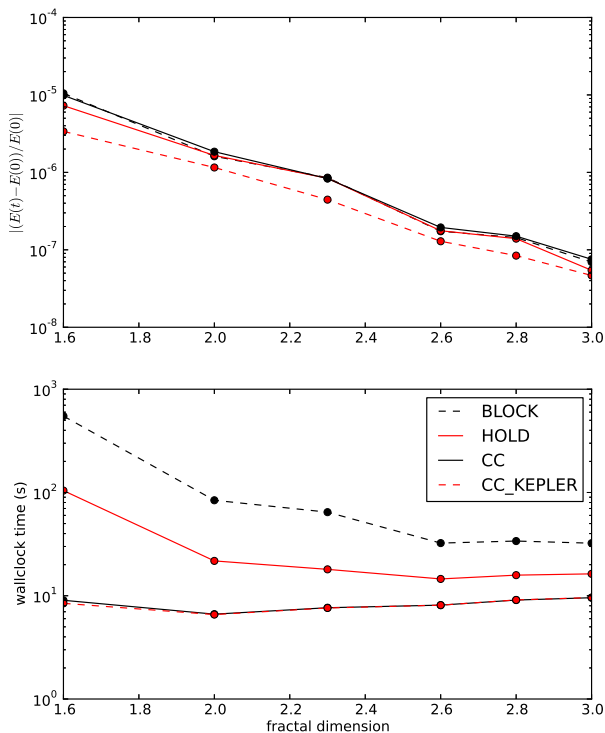 10^{-4}
10^{-5}
10^{-6}
10^{-7}
10^{-8}
|(E(t)−E(0))/E(0)|
1.6 1.8 2.0 2.2 2.4 2.6 2.8 3.0
10^3
10^2
10^1
10^0
wallclock time (s)
BLOCK
HOLD
CC
CC_KEPLER
1.6 1.8 2.0 2.2 2.4 2.6 2.8 3.0
fractal dimension